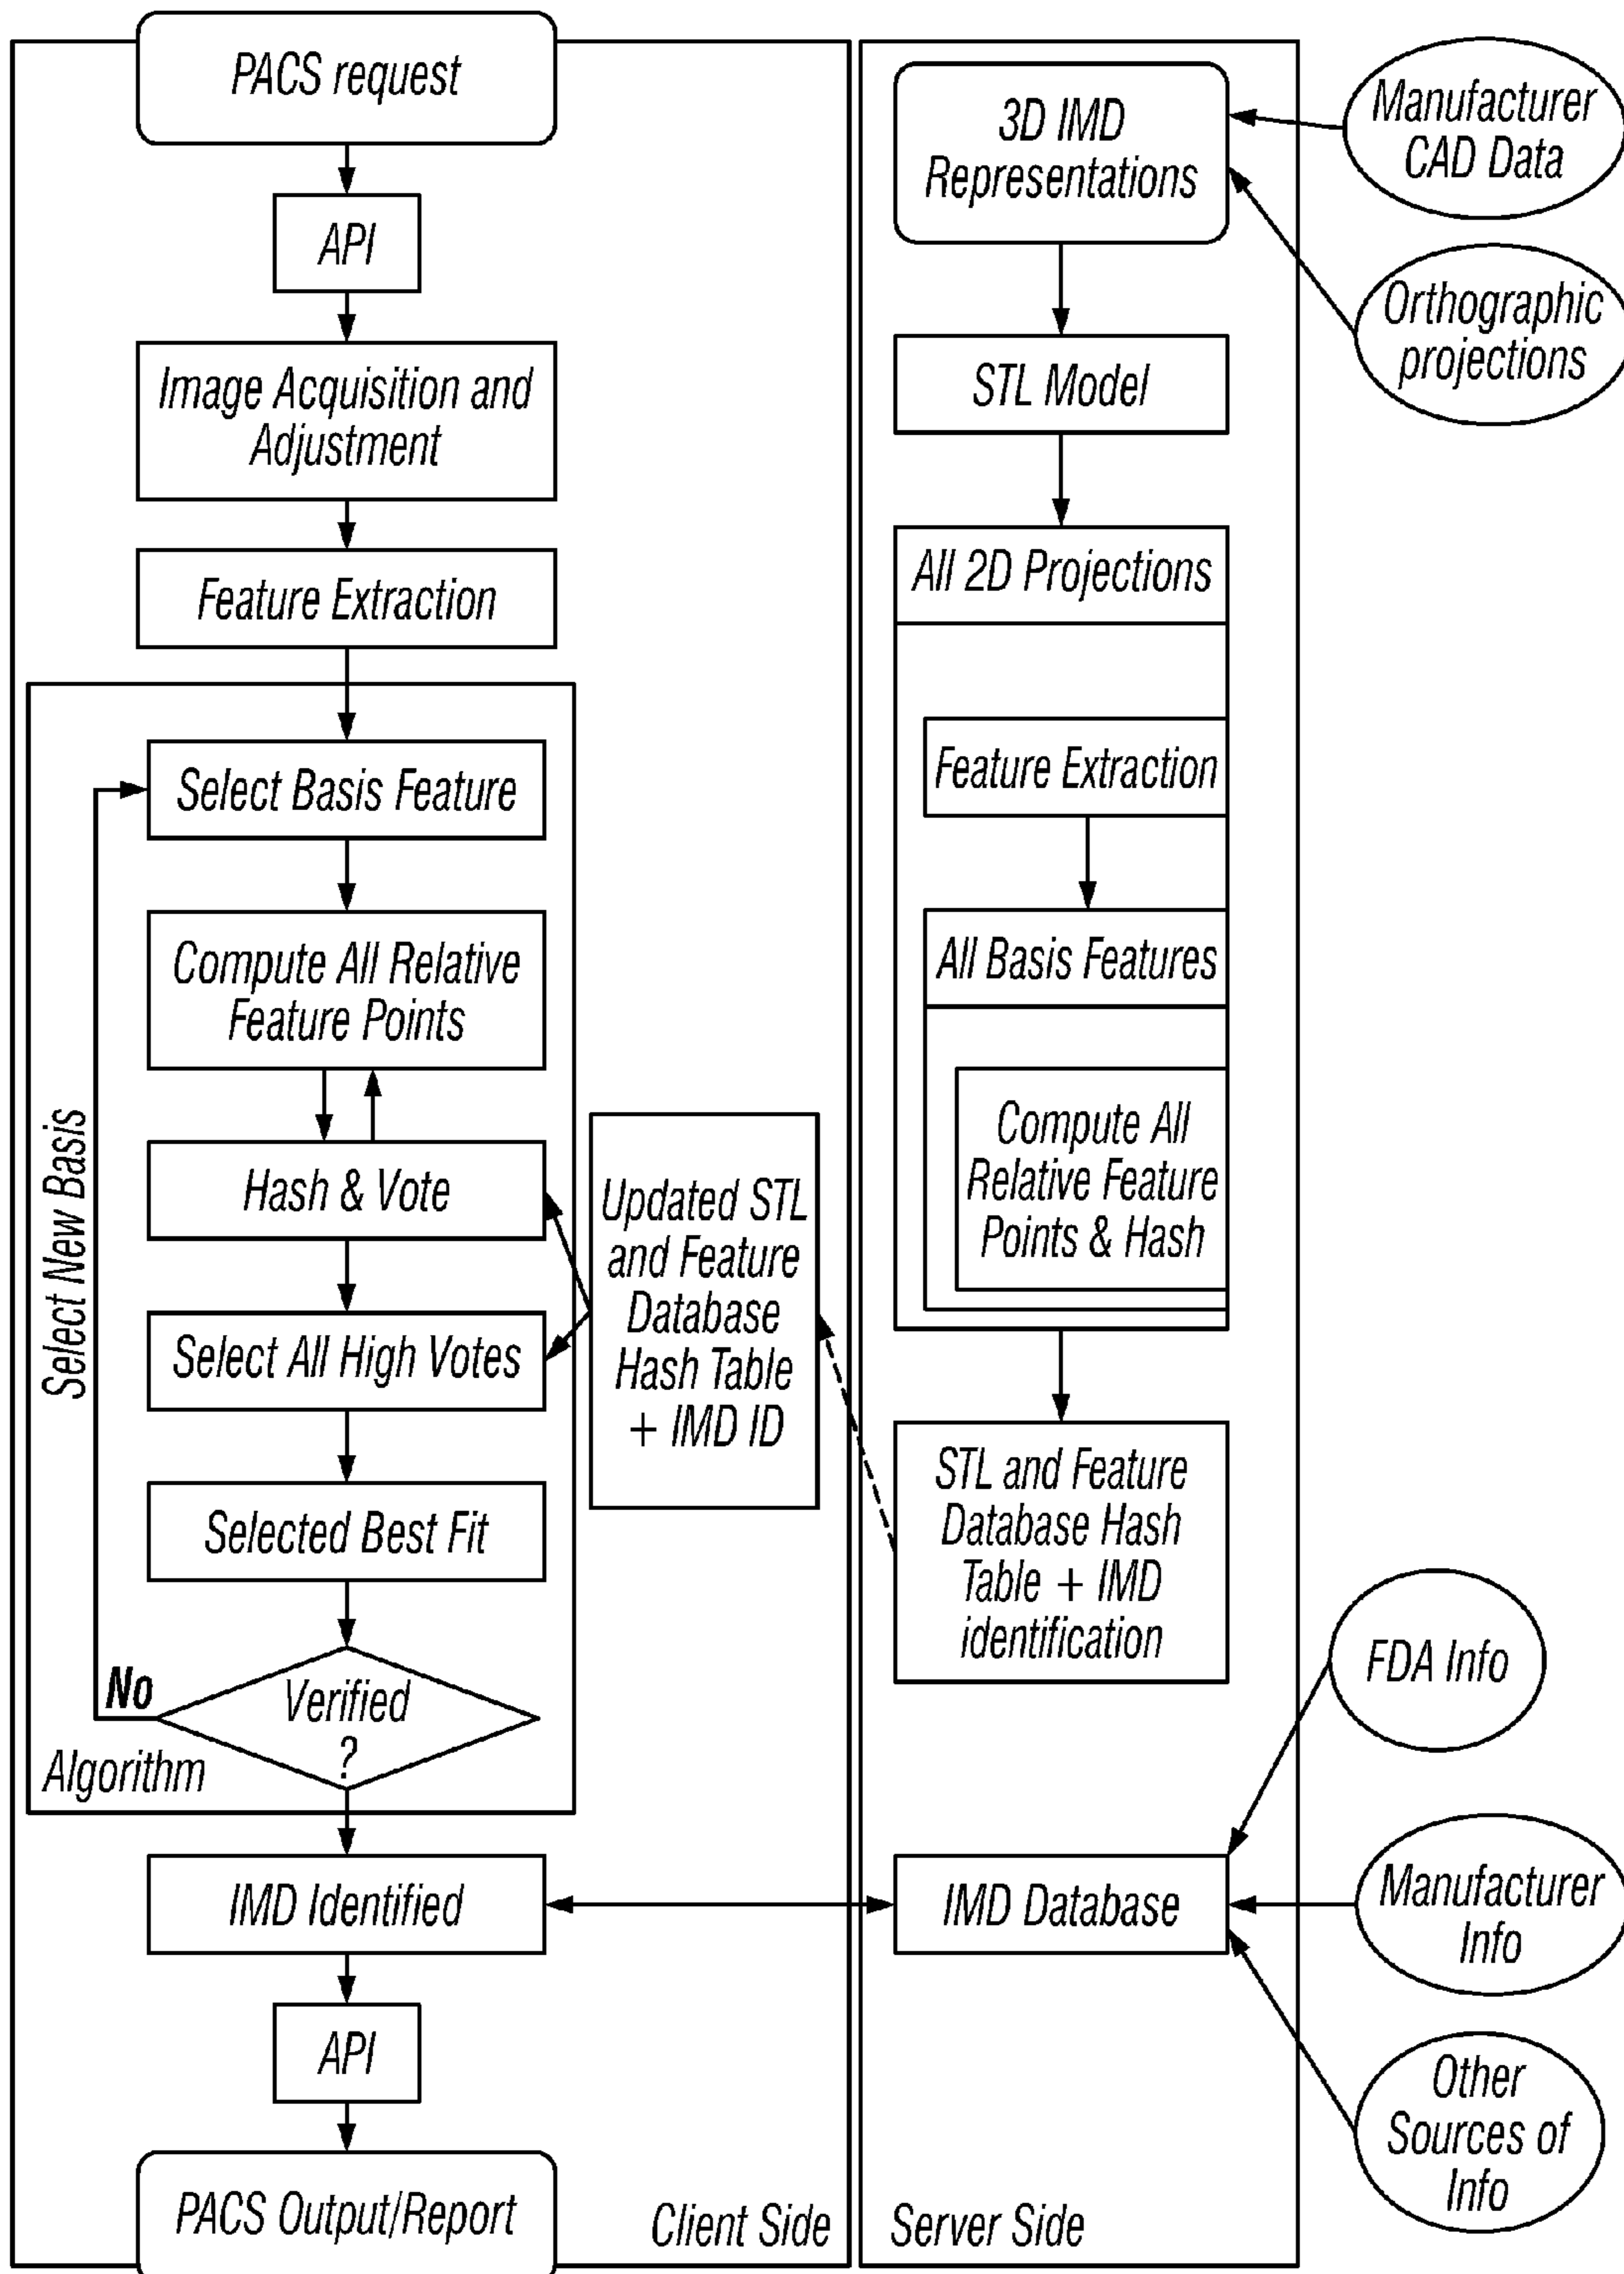 PACS request
API
Image Acquisition and
Adjustment
Feature Extraction
Select Basis Feature
Compute All Relative
Feature Points
Hash & Vote
Select All High Votes
Selected Best Fit
Verified
?
No
Select New Basis
Algorithm
IMD Identified
API
PACS Output/Report
Client Side
Updated STL
and Feature
Database
Hash Table
+ IMD ID
3D IMD
Representations
STL Model
All 2D Projections
Feature Extraction
All Basis Features
Compute All
Relative Feature
Points & Hash
STL and Feature
Database Hash
Table + IMD
identification
IMD Database
Server Side
Manufacturer
CAD Data
Orthographic
projections
FDA Info
Manufacturer
Info
Other
Sources of
Info